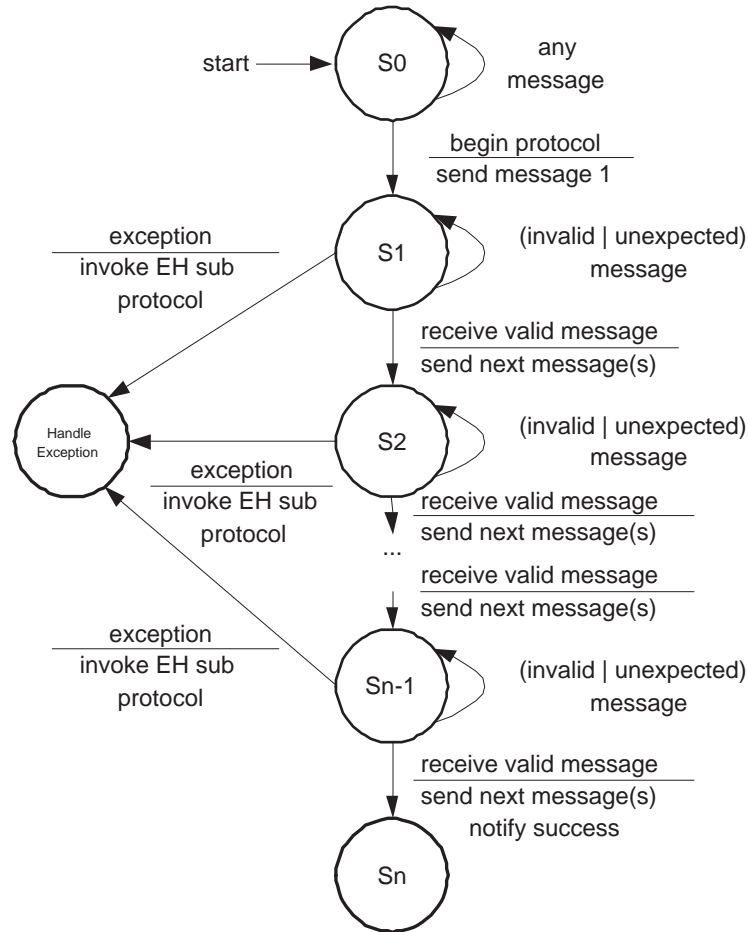 S0
any
message
start
begin protocol
send message 1
S1
(invalid | unexpected)
message
exception
invoke EH sub
protocol
receive valid message
send next message(s)
Handle
Exception
S2
(invalid | unexpected)
message
exception
invoke EH sub
protocol
receive valid message
send next message(s)
...
receive valid message
send next message(s)
exception
invoke EH sub
protocol
Sn-1
(invalid | unexpected)
message
receive valid message
send next message(s)
notify success
Sn